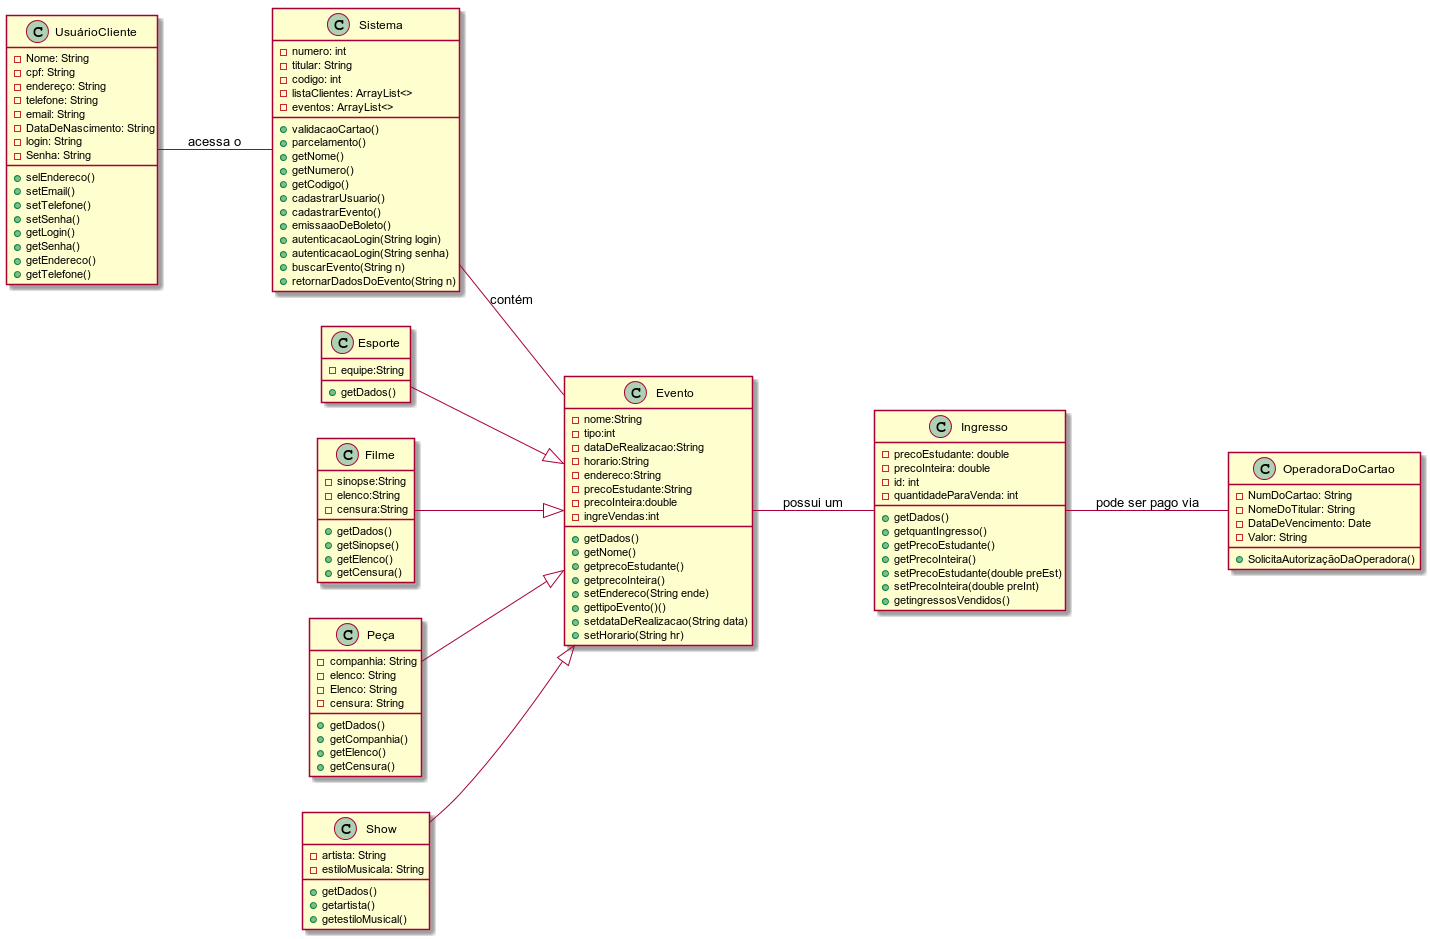 UsuárioCliente
Nome: String
cpf: String
endereço: String
telefone: String
email: String
DataDeNascimento: String
login: String
Senha: String
selEndereco()
setEmail()
setTelefone()
setSenha()
getLogin()
getSenha()
getEndereco()
getTelefone()
acessa o
Sistema
numero: int
titular: String
codigo: int
listaClientes: ArrayList<>
eventos: ArrayList<>
validacaoCartao()
parcelamento()
getNome()
getNumero()
getCodigo()
cadastrarUsuario()
cadastrarEvento()
emissaaoDeBoleto()
autenticacaoLogin(String login)
autenticacaoLogin(String senha)
buscarEvento(String n)
retornarDadosDoEvento(String n)
contém
Esporte
equipe:String
getDados()
Filme
sinopse:String
elenco:String
censura:String
getDados()
getSinopse()
getElenco()
getCensura()
Peça
companhia: String
elenco: String
Elenco: String
censura: String
getDados()
getCompanhia()
getElenco()
getCensura()
Show
artista: String
estiloMusicala: String
getDados()
getartista()
getestiloMusical()
Evento
nome:String
tipo:int
dataDeRealizacao:String
horario:String
endereco:String
precoEstudante:String
precoInteira:double
ingreVendas:int
getDados()
getNome()
getprecoEstudante()
getprecoInteira()
setEndereco(String ende)
gettipoEvento()()
setdataDeRealizacao(String data)
setHorario(String hr)
possui um
Ingresso
precoEstudante: double
precoInteira: double
id: int
quantidadeParaVenda: int
getDados()
getquantIngresso()
getPrecoEstudante()
getPrecoInteira()
setPrecoEstudante(double preEst)
setPrecoInteira(double preInt)
getingressosVendidos()
pode ser pago via
OperadoraDoCartao
NumDoCartao: String
NomeDoTitular: String
DataDeVencimento: Date
Valor: String
SolicitaAutorizaçãoDaOperadora()